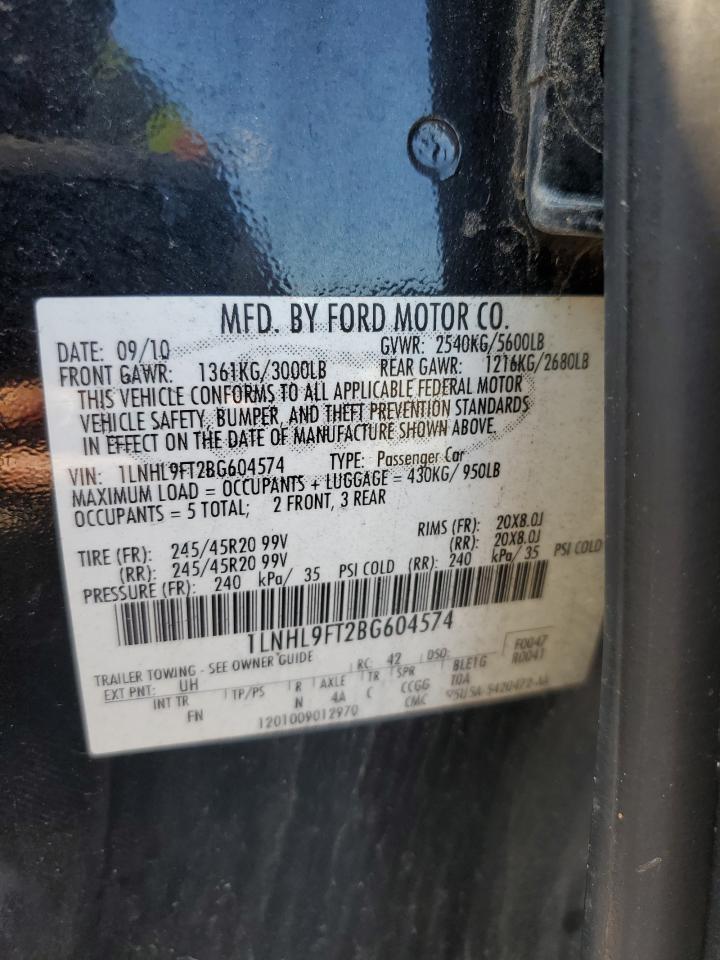 MFD. BY FORD MOTOR CO.
DATE: 09/10 GVWR: 2540KG/5600LB
FRONT GAWR: 1361KG/3000LB REAR GAWR: 1216KG/2680LB
THIS VEHICLE CONFORMS TO ALL APPLICABLE FEDERAL MOTOR
VEHICLE SAFETY, BUMPER, AND THEFT PREVENTION STANDARDS
IN EFFECT ON THE DATE OF MANUFACTURE SHOWN ABOVE.
VIN: 1LNHL9FT2BG604574 TYPE: Passenger Car
MAXIMUM LOAD = OCCUPANTS + LUGGAGE = 430KG/ 950LB
OCCUPANTS = 5 TOTAL; 2 FRONT, 3 REAR
TIRE (FR): 245/45R20 99V RIMS (FR): 20X8.0J
(RR): 245/45R20 99V (RR): 20X8.0J
PRESSURE (FR): 240 kPa/ 35 PSI COLD (RR): 240 kPa/ 35 PSI COLD
1LNHL9FT2BG604574
TRAILER TOWING - SEE OWNER GUIDE RC: 42 DSO: F0047
EXT PNT: UH R0041
INT TR TP/PS R AXLE TR SPR BLETG
FN N 4A C CCGG TOA
1201009012970 CMC